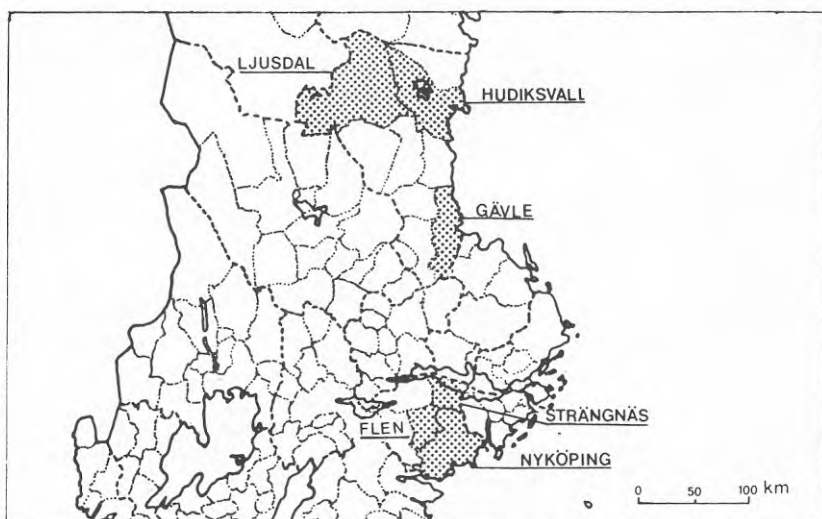 LJUSDAL
HUDIKSVALL
GÄVLE
STRÄNGNÄS
FLEN
NYKÖPING
0 50 100 km